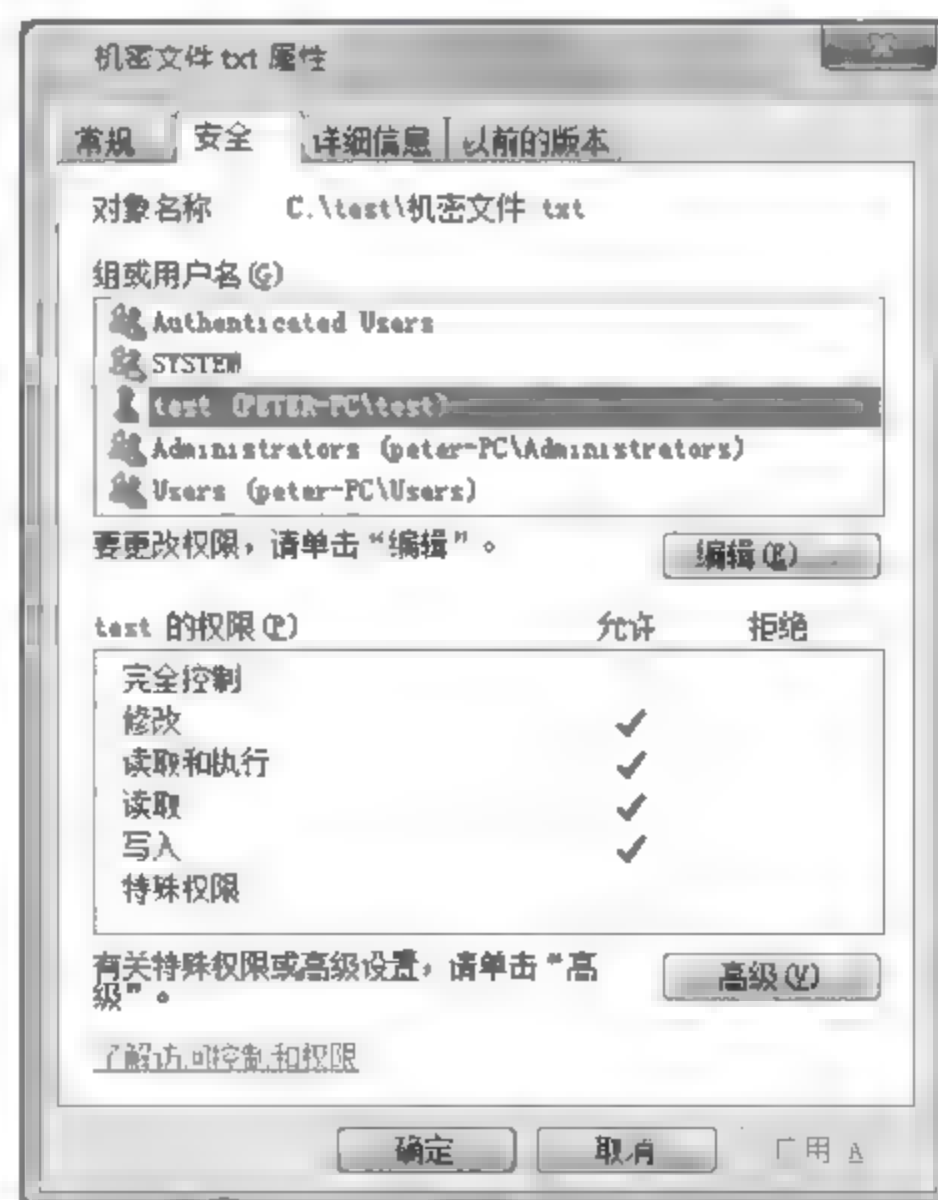 机密文件 txt 属性
常规 安全 详细信息 以前的版本
对象名称 C.\test\机密文件 txt
组或用户名(G)
Authenticated Users
SYSTEM
test (PETER-PC\test)
Administrators (peter-PC\Administrators)
Users (peter-PC\Users)
要更改权限，请单击“编辑”。 编辑(E)
test 的权限(P) 允许 拒绝
完全控制
修改
读取和执行
读取
写入
特殊权限
有关特殊权限或高级设置，请单击“高
级”。 高级(V)
了解访问控制和权限
确定 取消 用 A